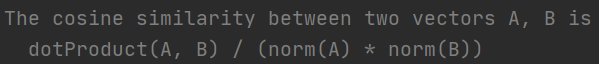 The cosine similarity between two vectors A, B is
dotProduct(A, B) / (norm(A) * norm(B))